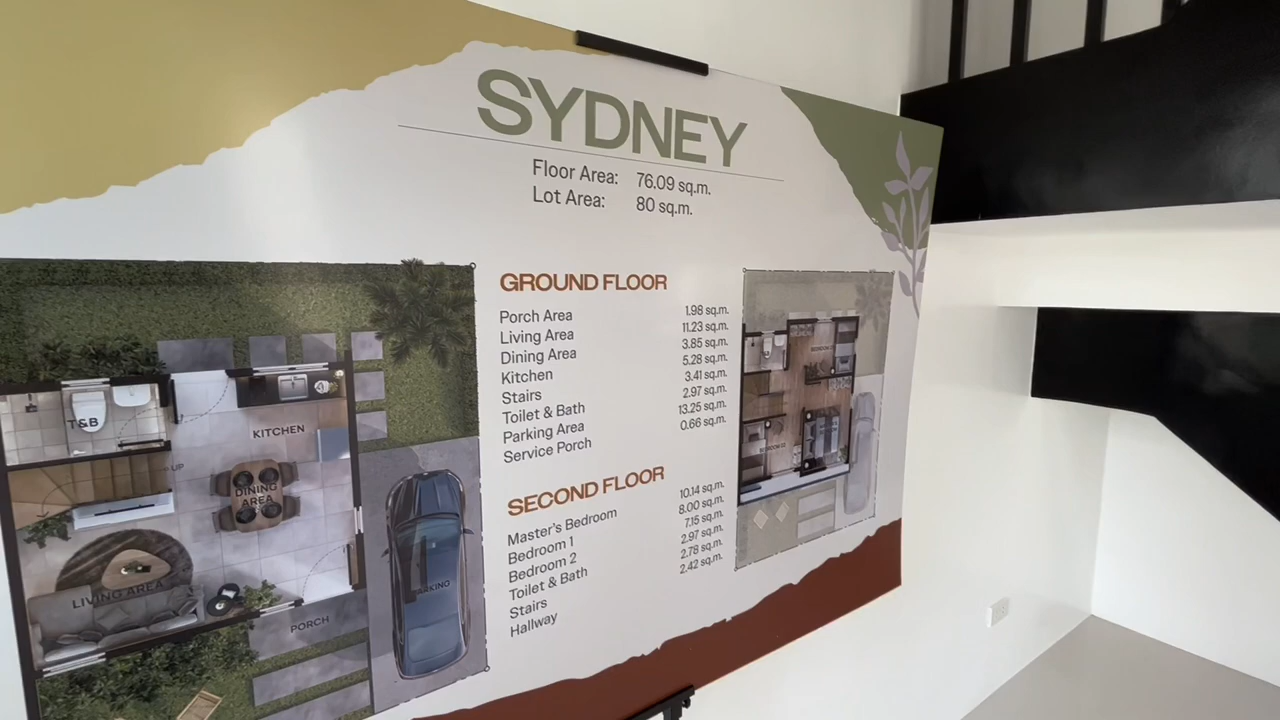 SYDNEY
Floor Area: 76.09 sq.m.
Lot Area: 80 sq.m.
GROUND FLOOR
Porch Area 1.98 sq.m.
Living Area 11.23 sq.m.
Dining Area 3.85 sq.m.
Kitchen 5.28 sq.m.
Stairs 3.41 sq.m.
Toilet & Bath 2.97 sq.m.
Parking Area 13.25 sq.m.
Service Porch 0.66 sq.m.
SECOND FLOOR
Master's Bedroom 10.14 sq.m.
Bedroom 1 8.00 sq.m.
Bedroom 2 7.15 sq.m.
Toilet & Bath 2.97 sq.m.
Stairs 2.78 sq.m.
Hallway 2.42 sq.m.
T&B
KITCHEN
UP
DINING
AREA
LIVING AREA
PARKING
PORCH